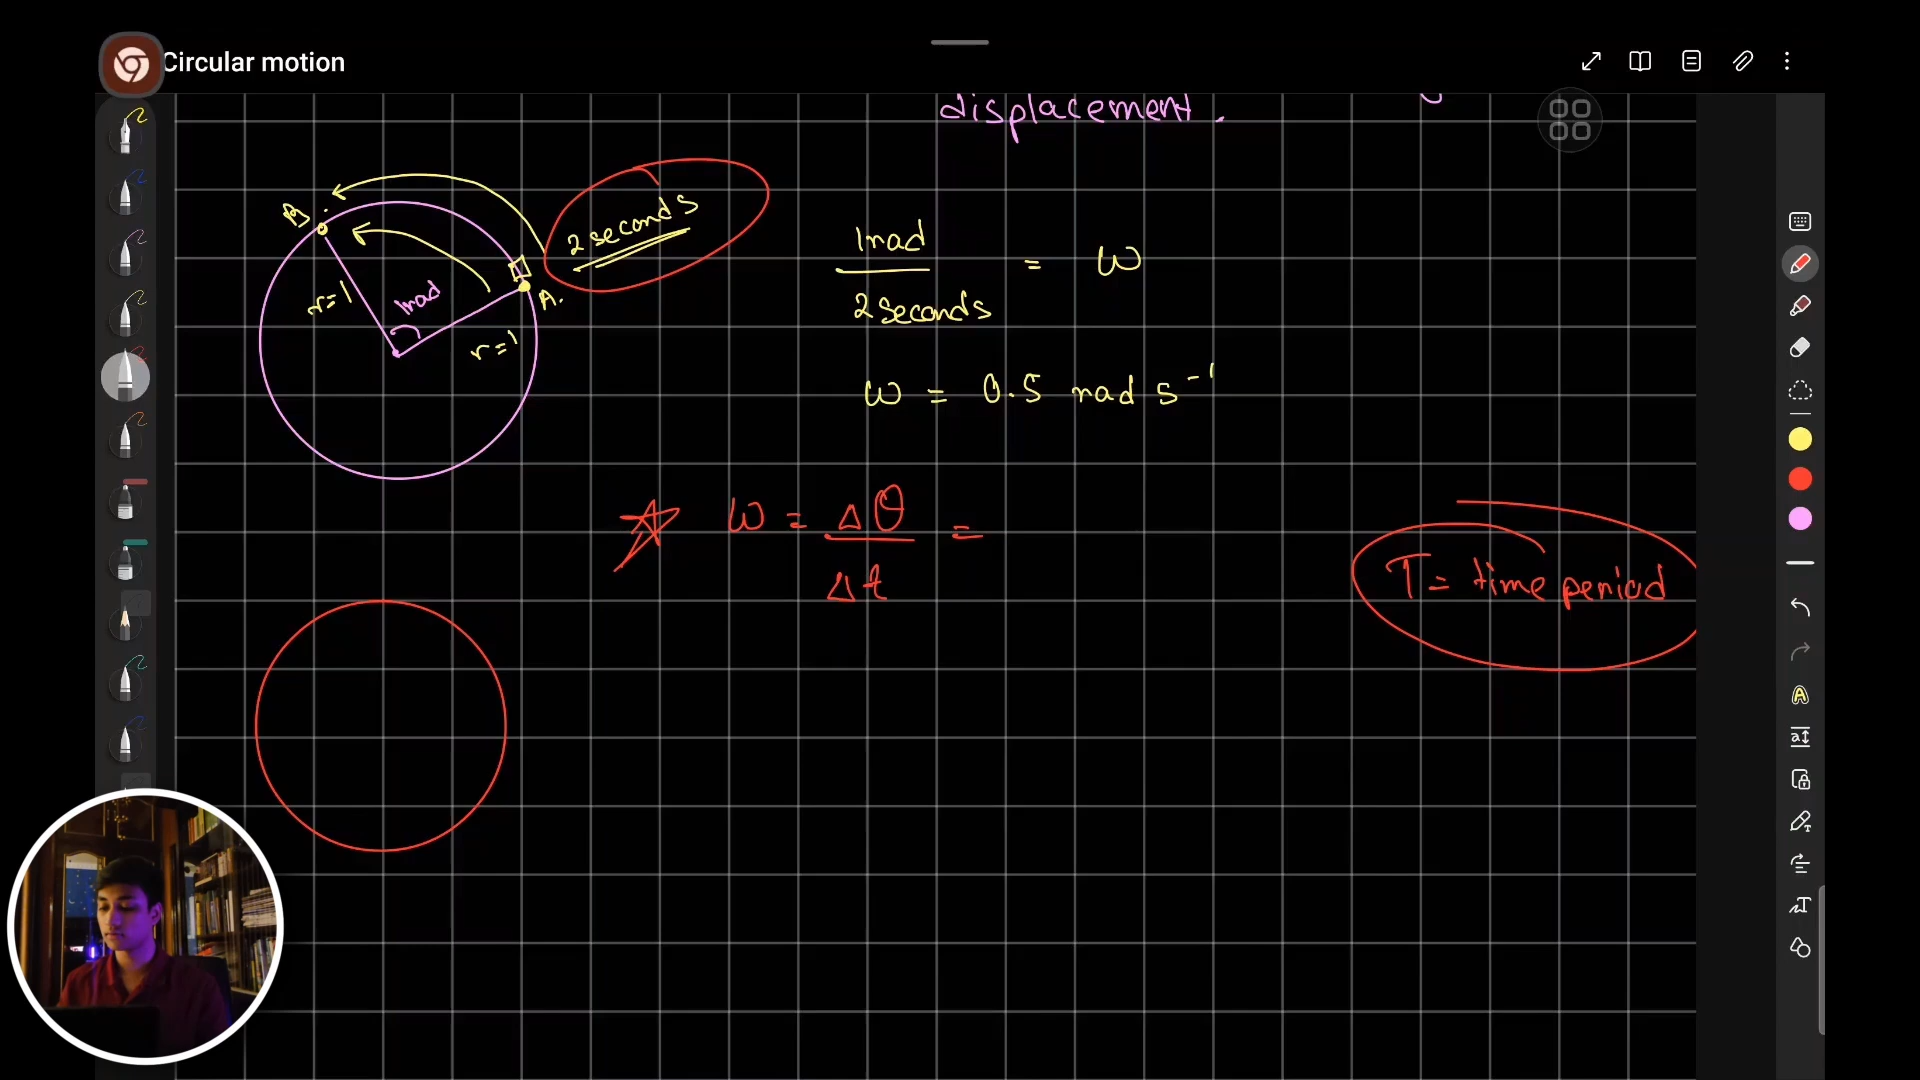 Circular motion
displacement.
B.
2 seconds
A.
r=1
1rad
r=1
1rad
2 seconds
= ω
ω = 0.5 rad s⁻¹
ω = Δθ
Δt
=
T = time period